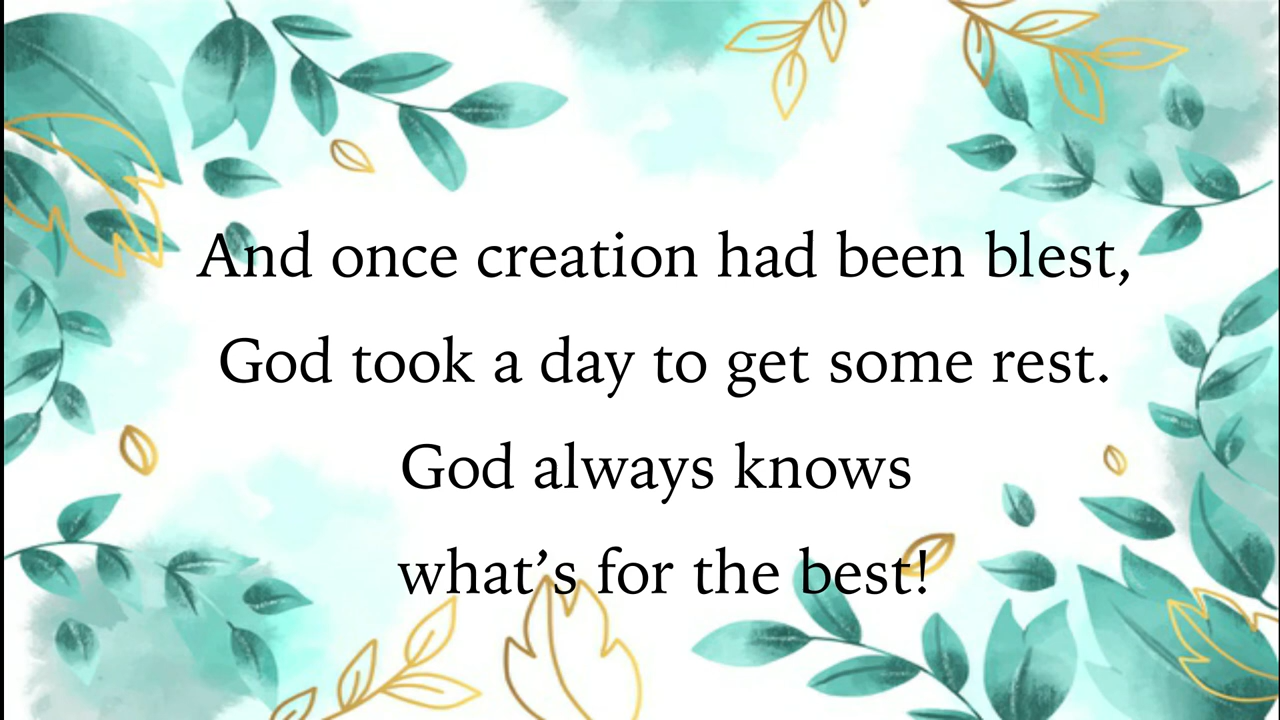 And once creation had been blest,
God took a day to get some rest.
God always knows
what’s for the best!